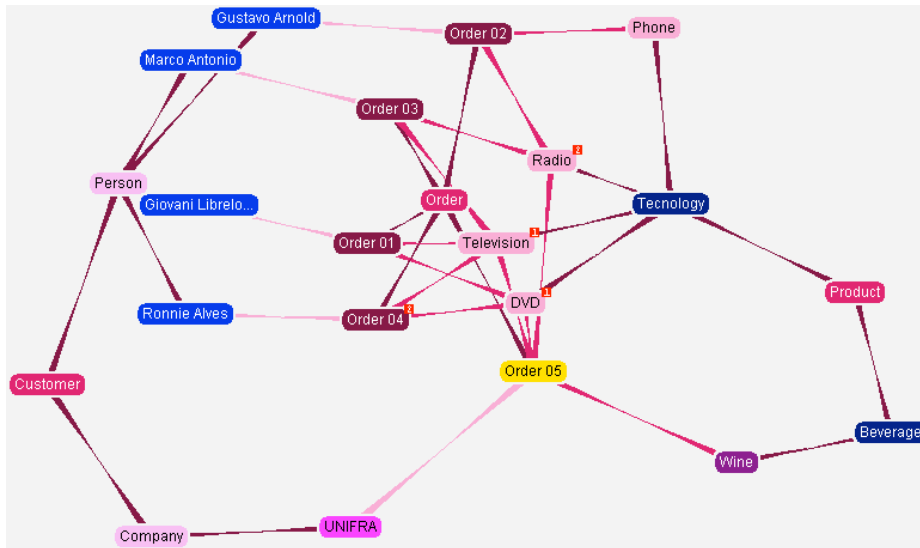 Gustavo Arnold
Order 02
Phone
Marco Antonio
Order 03
2
Radio
Person
Order
Tecnology
Giovani Librelo...
Order 01
Television
1
Product
DVD
1
Ronnie Alves
Order 04
2
Order 05
Customer
Beverage
Wine
UNIFRA
Company